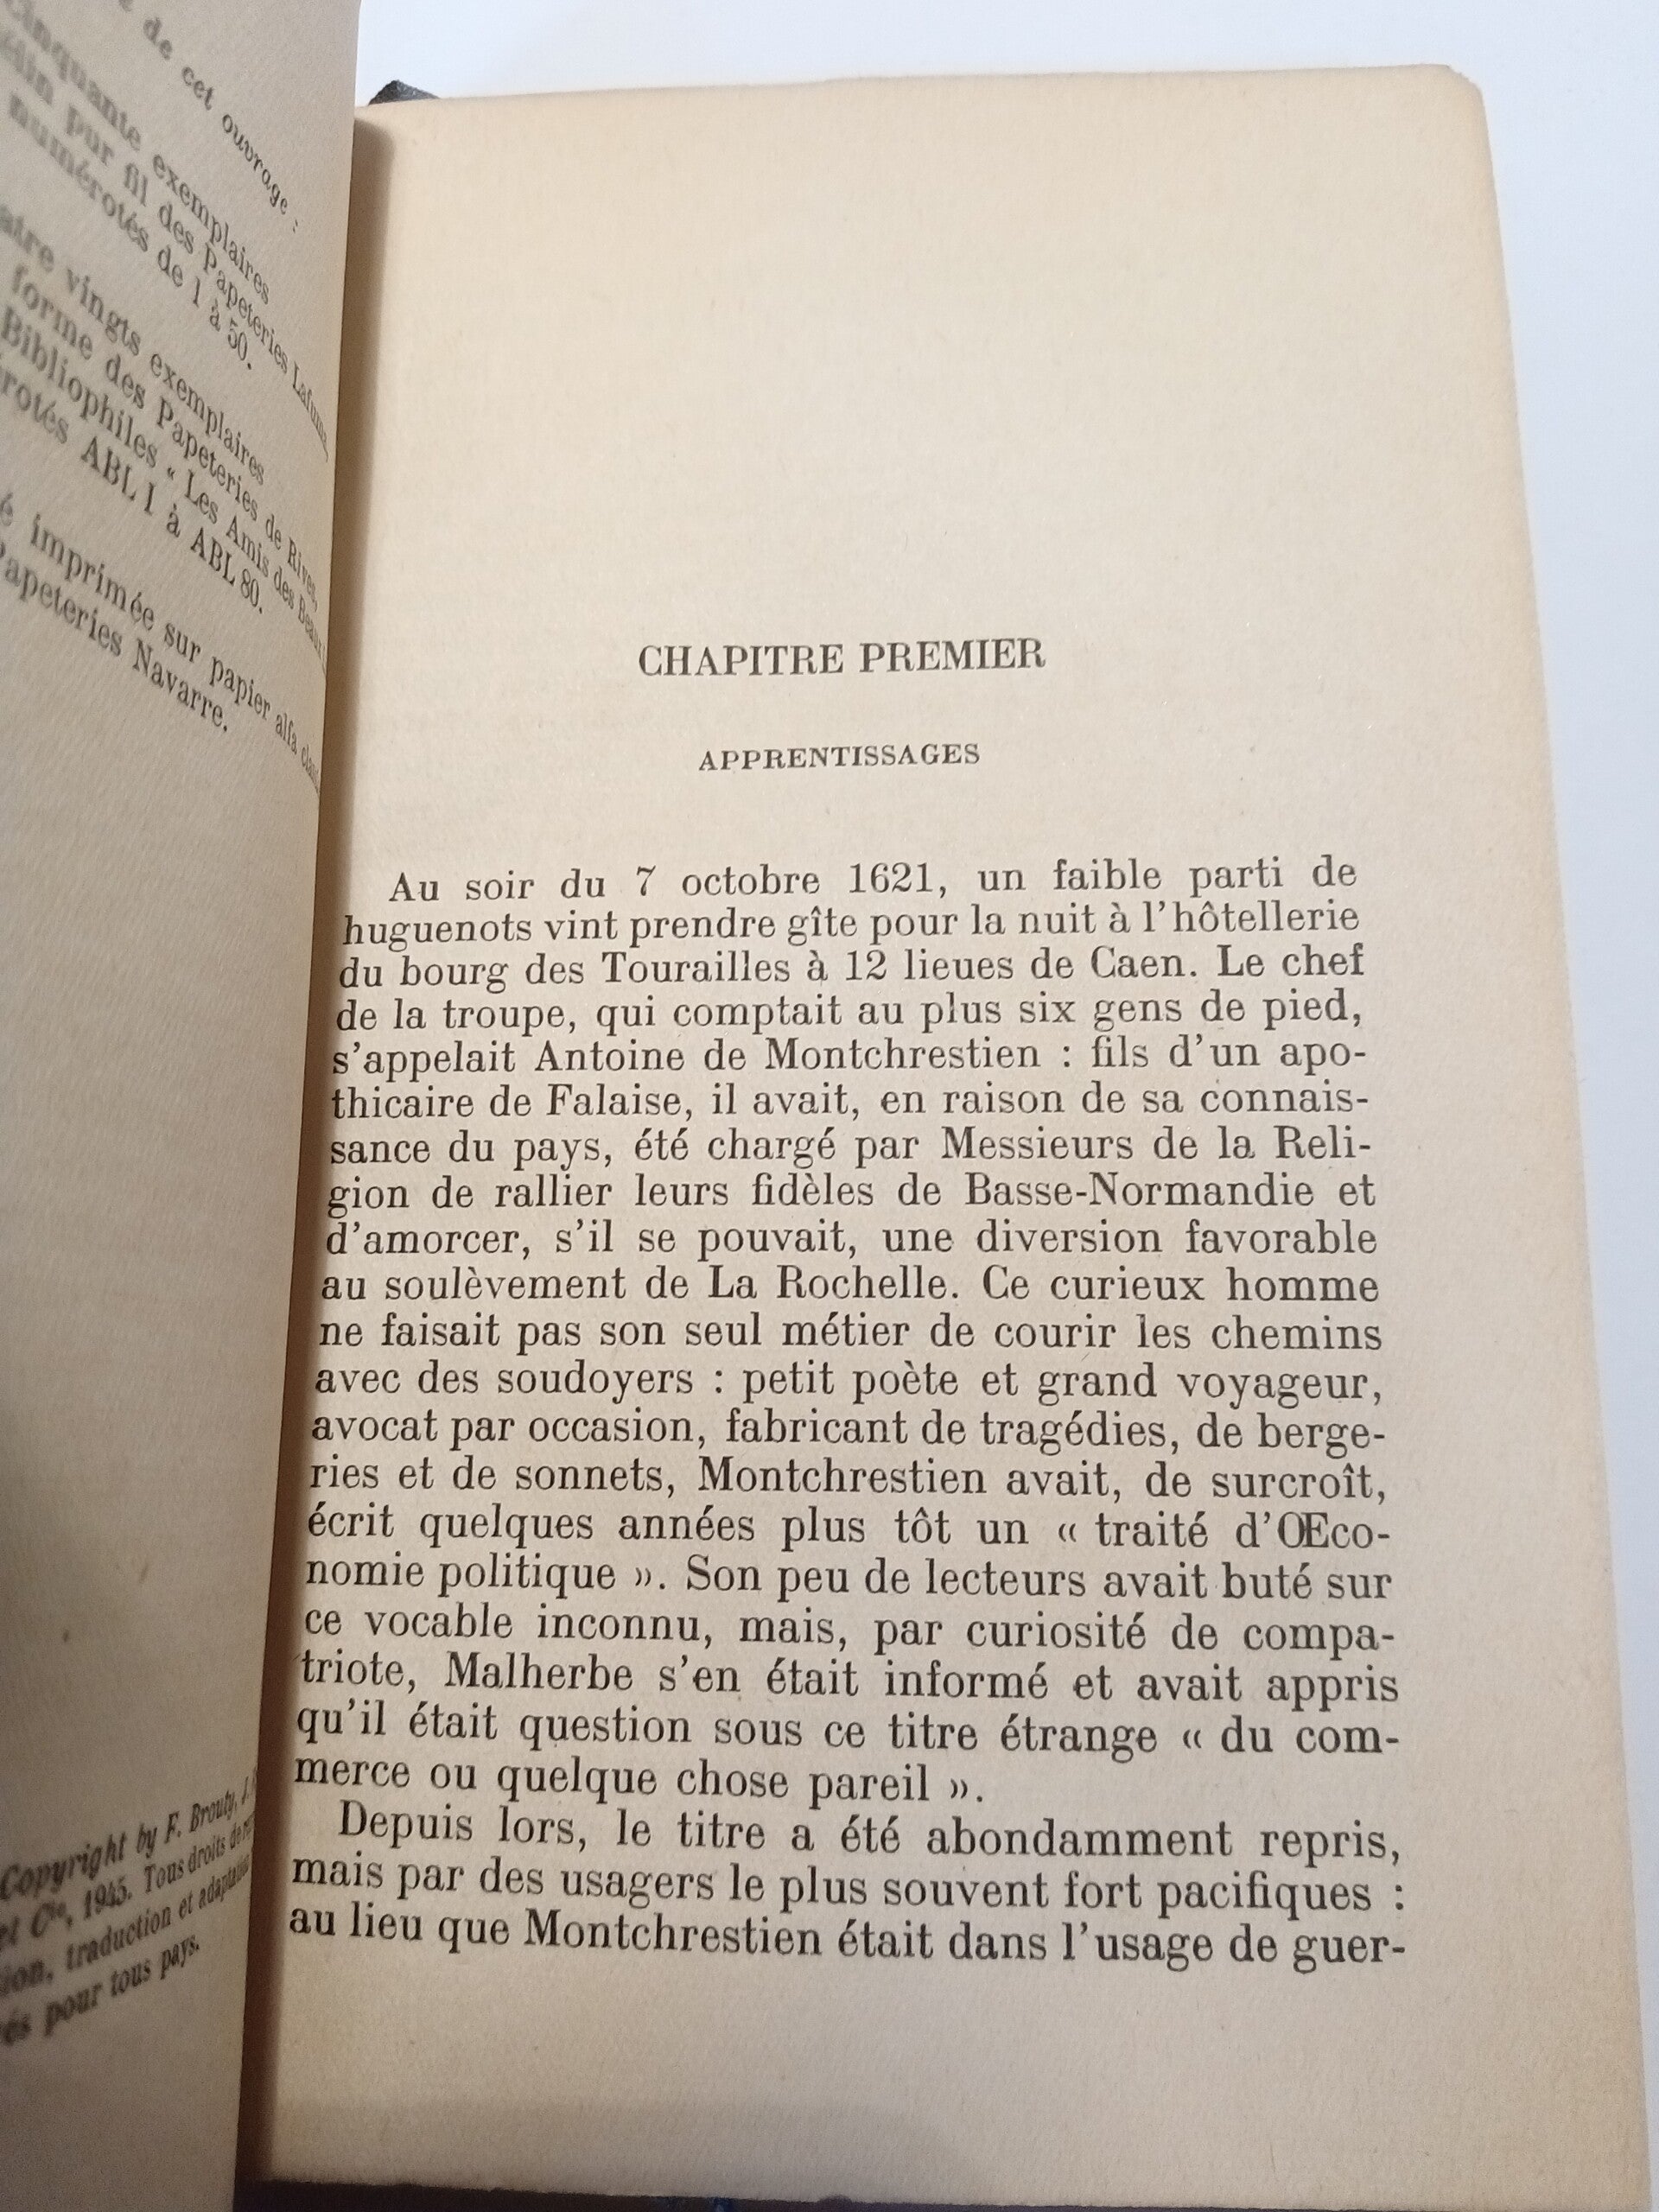 de cet ouvrage :
Cinquante exemplaires
pur fil des Papeteries Lafuma,
numérotés de 1 à 50.
vingts exemplaires
forme des Papeteries de Rives,
Bibliophiles « Les Amis des Beaux
ABL 1 à ABL 80.
imprimée sur papier alfa
Papeteries Navarre.
Copyright by F. Brouty, J.
et Cie, 1945. Tous droits de
traduction et adaptation
pour tous pays.
CHAPITRE PREMIER
APPRENTISSAGES
Au soir du 7 octobre 1621, un faible parti de
huguenots vint prendre gîte pour la nuit à l'hôtellerie
du bourg des Tourailles à 12 lieues de Caen. Le chef
de la troupe, qui comptait au plus six gens de pied,
s'appelait Antoine de Montchrestien : fils d'un apo-
thicaire de Falaise, il avait, en raison de sa connais-
sance du pays, été chargé par Messieurs de la Reli-
gion de rallier leurs fidèles de Basse-Normandie et
d'amorcer, s'il se pouvait, une diversion favorable
au soulèvement de La Rochelle. Ce curieux homme
ne faisait pas son seul métier de courir les chemins
avec des soudoyers : petit poète et grand voyageur,
avocat par occasion, fabricant de tragédies, de berge-
ries et de sonnets, Montchrestien avait, de surcroît,
écrit quelques années plus tôt un « traité d'Œco-
nomie politique ». Son peu de lecteurs avait buté sur
ce vocable inconnu, mais, par curiosité de compa-
triote, Malherbe s'en était informé et avait appris
qu'il était question sous ce titre étrange « du com-
merce ou quelque chose pareil ».
Depuis lors, le titre a été abondamment repris,
mais par des usagers le plus souvent fort pacifiques :
au lieu que Montchrestien était dans l'usage de guer-